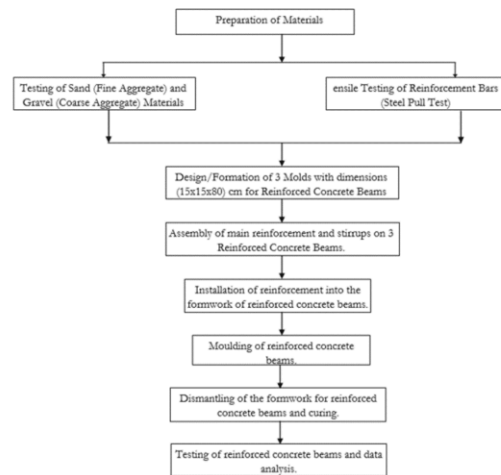 Preparation of Materials
Testing of Sand (Fine Aggregate) and
Gravel (Coarse Aggregate) Materials
ensile Testing of Reinforcement Bars
(Steel Pull Test)
Design/Formation of 3 Molds with dimensions
(15x15x80) cm for Reinforced Concrete Beams
Assembly of main reinforcement and stirrups on 3
Reinforced Concrete Beams.
Installation of reinforcement into the
formwork of reinforced concrete beams.
Moulding of reinforced concrete
beams.
Dismantling of the formwork for reinforced
concrete beams and curing.
Testing of reinforced concrete beams and data
analysis.